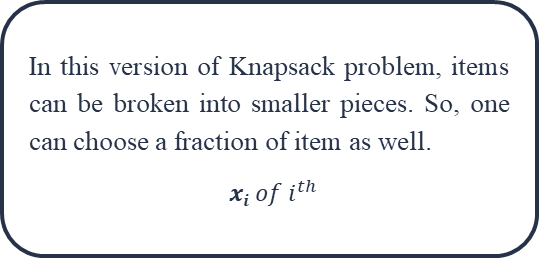 In this version of Knapsack problem, items
can be broken into smaller pieces. So, one
can choose a fraction of item as well.
xᵢ of iᵗʰ